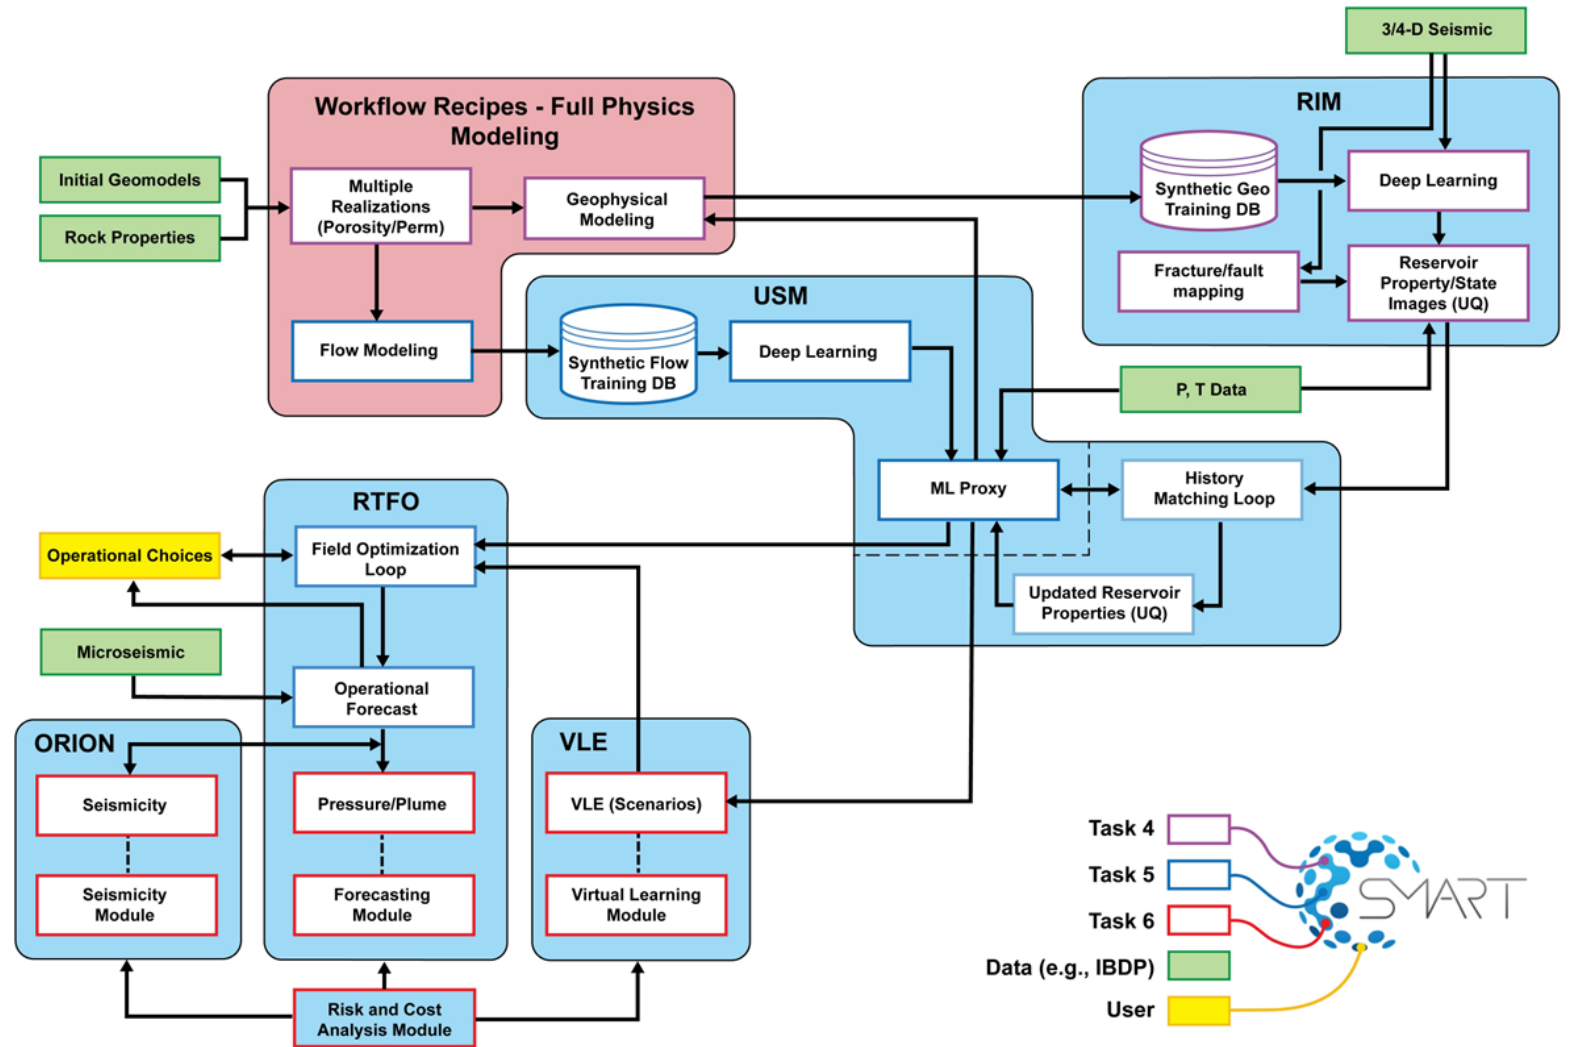 3/4-D Seismic
Workflow Recipes - Full Physics
Modeling
RIM
Initial Geomodels
Rock Properties
Multiple
Realizations
(Porosity/Perm)
Geophysical
Modeling
Synthetic Geo
Training DB
Deep Learning
Fracture/fault
mapping
Reservoir
Property/State
Images (UQ)
USM
Flow Modeling
Synthetic Flow
Training DB
Deep Learning
P, T Data
ML Proxy
History
Matching Loop
Updated Reservoir
Properties (UQ)
RTFO
Operational Choices
Field Optimization
Loop
Microseismic
Operational
Forecast
ORION
VLE
Seismicity
Pressure/Plume
VLE (Scenarios)
Seismicity
Module
Forecasting
Module
Virtual Learning
Module
Risk and Cost
Analysis Module
Task 4
Task 5
Task 6
Data (e.g., IBDP)
User
SMART